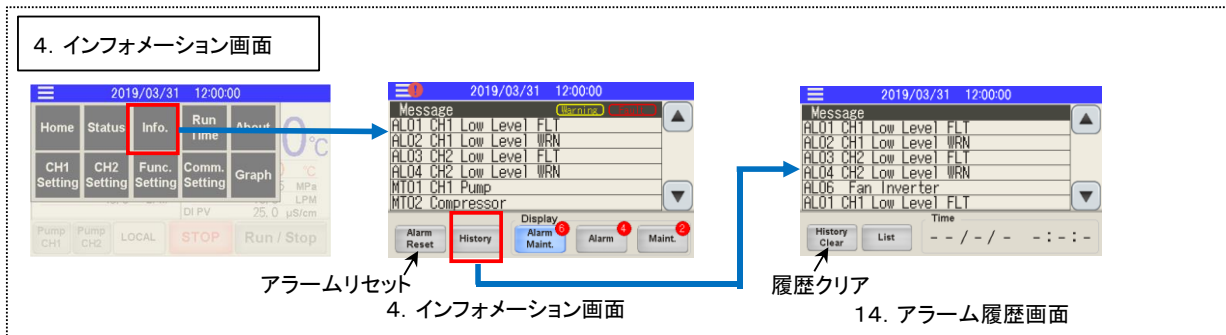 4．インフォメーション画面
2019/03/31 12:00:00
Home Status Info. Run Time About
CH1 Setting CH2 Setting Func. Setting Comm. Setting Graph
0℃
℃
MPa
LPM
DI PV 25.0 μS/cm
Pump CH1 Pump CH2 LOCAL STOP Run / Stop
2019/03/31 12:00:00
Message Warning
AL01 CH1 Low Level FLT
AL02 CH1 Low Level WRN
AL03 CH2 Low Level FLT
AL04 CH2 Low Level WRN
MT01 CH1 Pump
MT02 Compressor
Display
Alarm Reset History Alarm Maint. 6 Alarm 4 Maint. 2
アラームリセット
4．インフォメーション画面
2019/03/31 12:00:00
Message
AL01 CH1 Low Level FLT
AL02 CH1 Low Level WRN
AL03 CH2 Low Level FLT
AL04 CH2 Low Level WRN
AL06 Fan Inverter
AL01 CH1 Low Level FLT
Time
History Clear List --/-/- -:-:-
履歴クリア
14．アラーム履歴画面